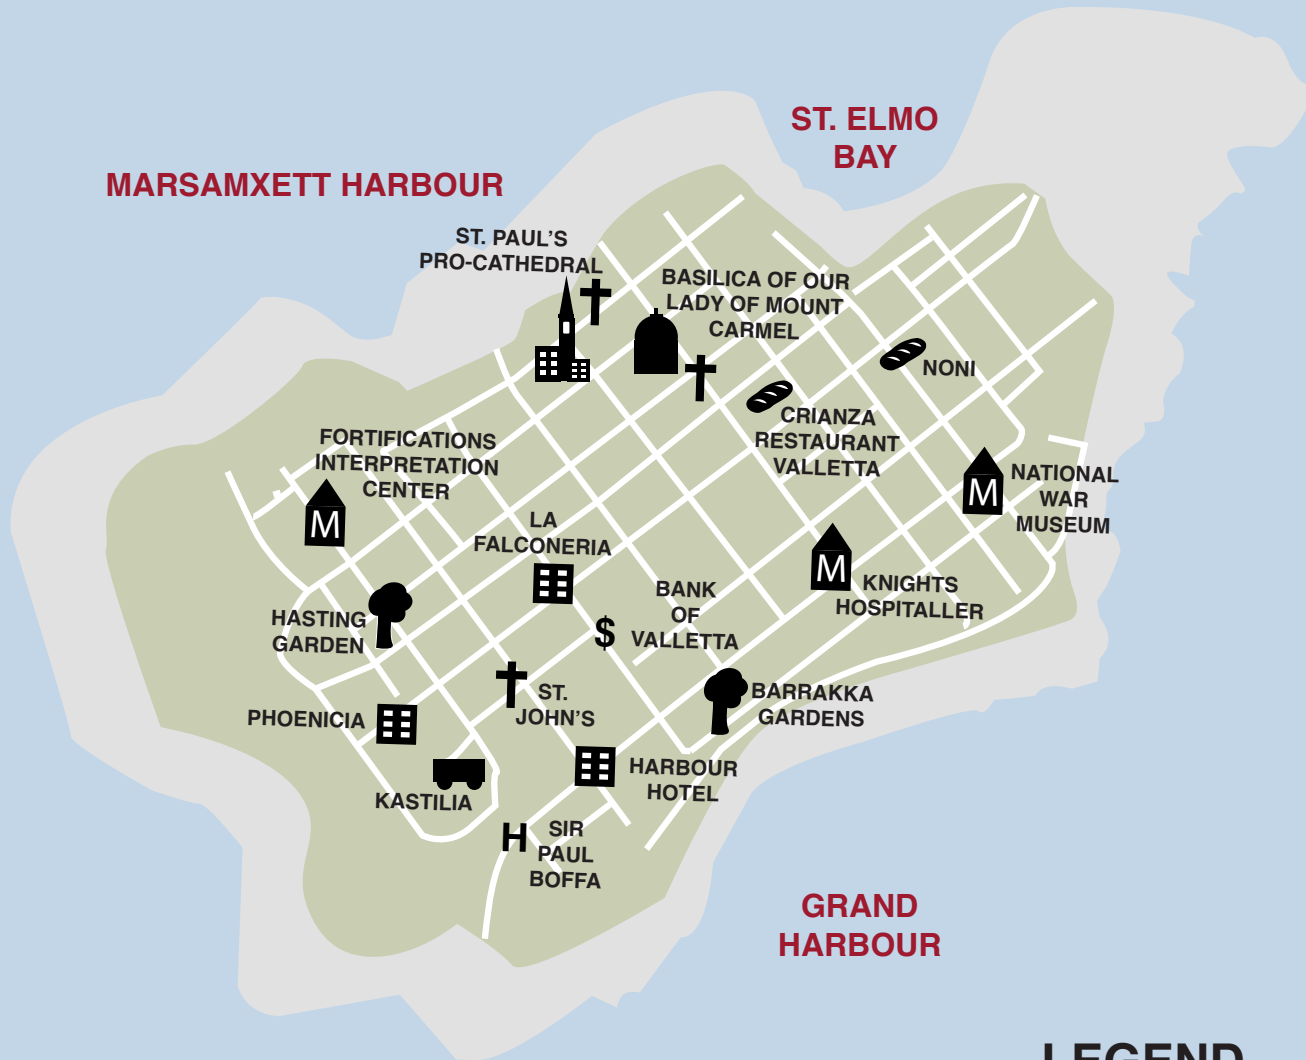 ST. ELMO
BAY
MARSAMXETT HARBOUR
ST. PAUL'S
PRO-CATHEDRAL
BASILICA OF OUR
LADY OF MOUNT
CARMEL
NONI
CRIANZA
RESTAURANT
VALLETTA
FORTIFICATIONS
INTERPRETATION
CENTER
M
NATIONAL
WAR
MUSEUM
M
LA
FALCONERIA
KNIGHTS
HOSPITALLER
M
BANK
OF
VALLETTA
$
HASTING
GARDEN
ST.
JOHN'S
BARRAKKA
GARDENS
PHOENICIA
HARBOUR
HOTEL
KASTILIA
H
SIR
PAUL
BOFFA
GRAND
HARBOUR
LEGEND